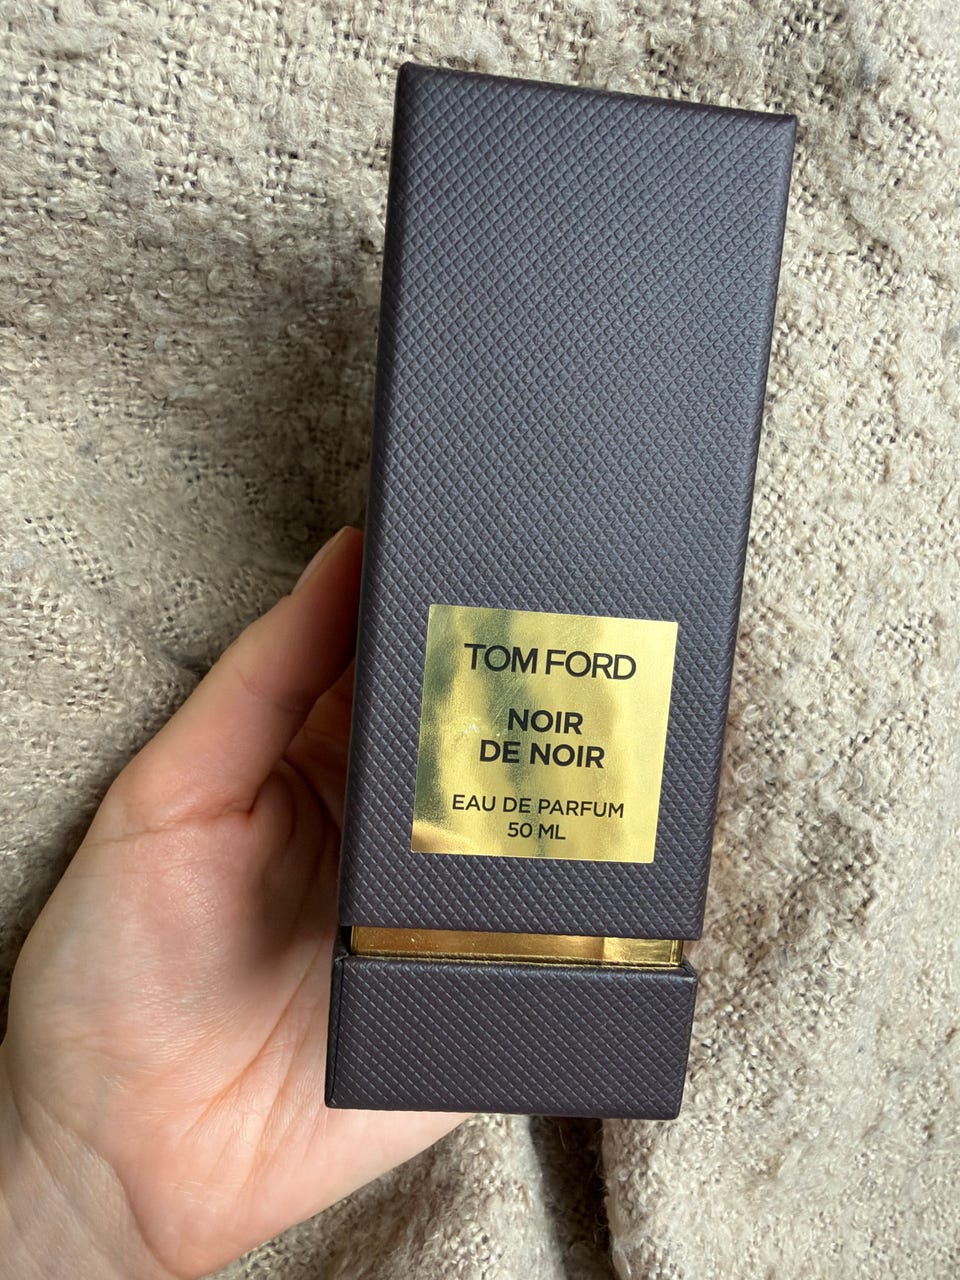 TOM FORD
NOIR
DE NOIR
EAU DE PARFUM
50 ML